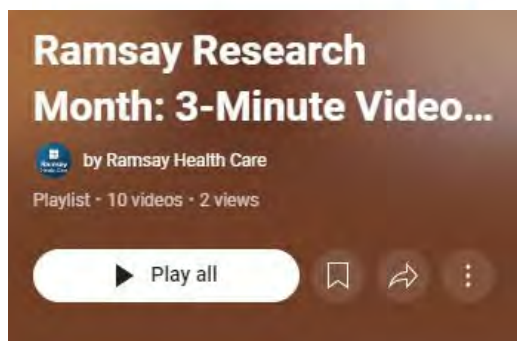 Ramsay Research
Month: 3-Minute Video...
by Ramsay Health Care
Playlist • 10 videos • 2 views
Play all